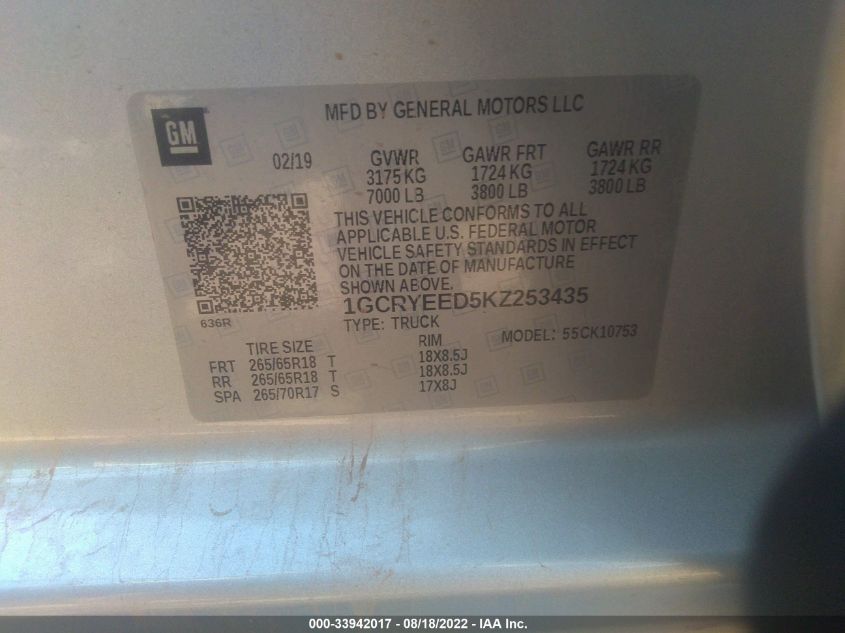 GM
MFD BY GENERAL MOTORS LLC
02/19 GVWR GAWR FRT GAWR RR
3175 KG 1724 KG 1724 KG
7000 LB 3800 LB 3800 LB
THIS VEHICLE CONFORMS TO ALL
APPLICABLE U.S. FEDERAL MOTOR
VEHICLE SAFETY STANDARDS IN EFFECT
ON THE DATE OF MANUFACTURE
SHOWN ABOVE.
1GCRYEED5KZ253435
636R
TYPE: TRUCK
MODEL: 55CK10753
TIRE SIZE RIM
FRT 265/65R18 T 18X8.5J
RR 265/65R18 T 18X8.5J
SPA 265/70R17 S 17X8J
000-33942017 - 08/18/2022 - IAA Inc.